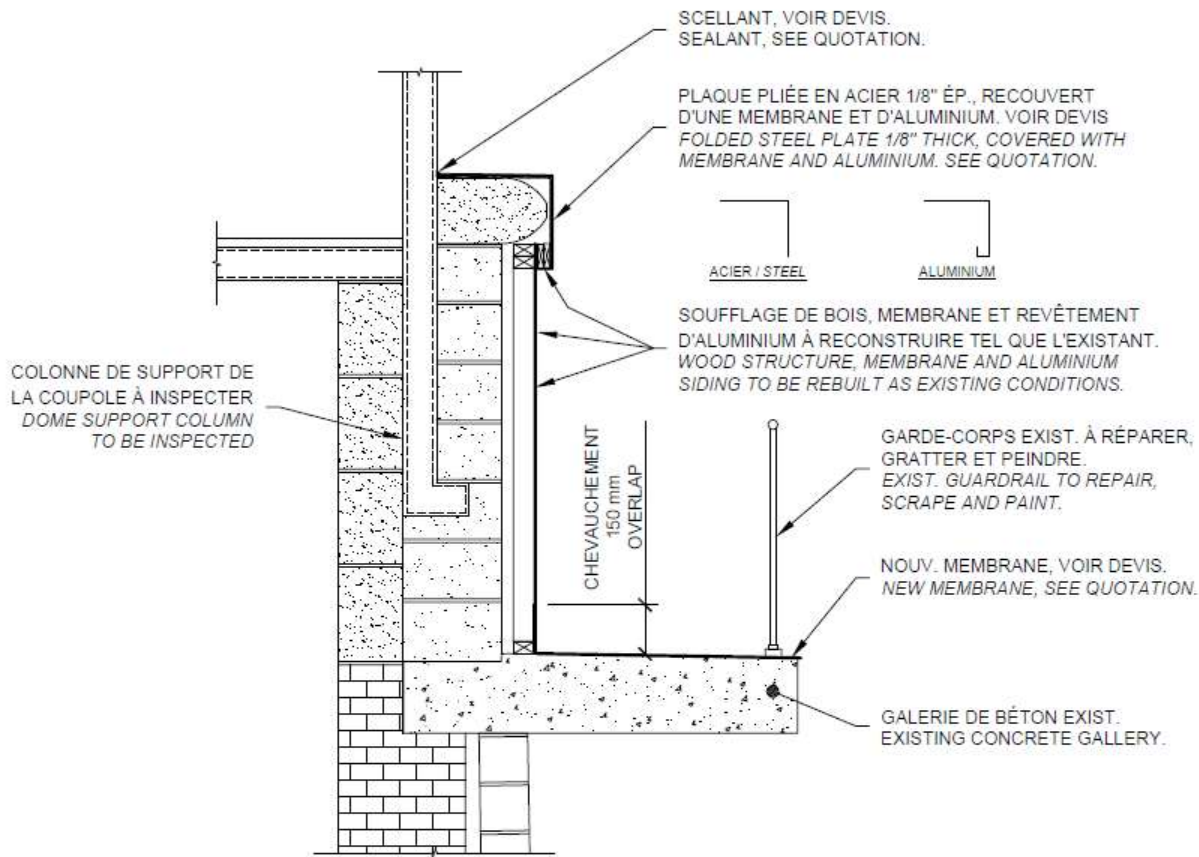 SCELLANT, VOIR DEVIS.
SEALANT, SEE QUOTATION.
PLAQUE PLIÉE EN ACIER 1/8" ÉP., RECOUVERT
D'UNE MEMBRANE ET D'ALUMINIUM. VOIR DEVIS
FOLDED STEEL PLATE 1/8" THICK, COVERED WITH
MEMBRANE AND ALUMINIUM. SEE QUOTATION.
ACIER / STEEL
ALUMINIUM
SOUFFLAGE DE BOIS, MEMBRANE ET REVÊTEMENT
D'ALUMINIUM À RECONSTRUIRE TEL QUE L'EXISTANT.
WOOD STRUCTURE, MEMBRANE AND ALUMINIUM
SIDING TO BE REBUILT AS EXISTING CONDITIONS.
COLONNE DE SUPPORT DE
LA COUPOLE À INSPECTER
DOME SUPPORT COLUMN
TO BE INSPECTED
CHEVAUCHEMENT
150 mm
OVERLAP
GARDE-CORPS EXIST. À RÉPARER,
GRATTER ET PEINDRE.
EXIST. GUARDRAIL TO REPAIR,
SCRAPE AND PAINT.
NOUV. MEMBRANE, VOIR DEVIS.
NEW MEMBRANE, SEE QUOTATION.
GALERIE DE BÉTON EXIST.
EXISTING CONCRETE GALLERY.